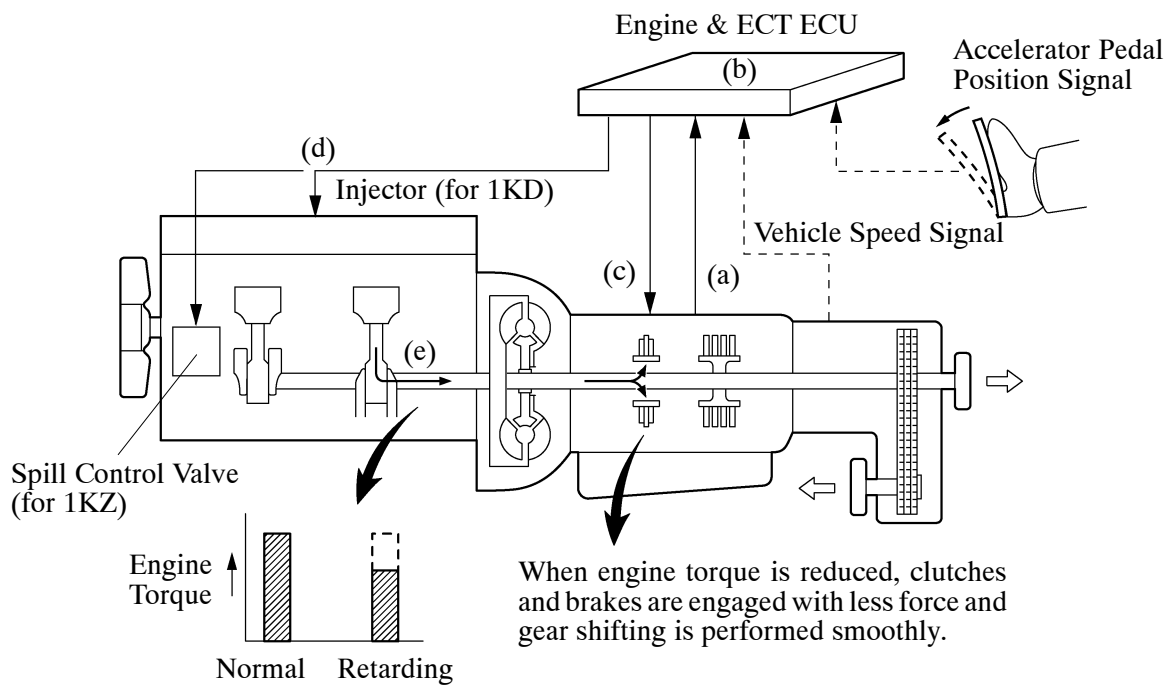 Engine & ECT ECU
(b)
Accelerator Pedal
Position Signal
(d)
Injector (for 1KD)
Vehicle Speed Signal
(c)
(a)
(e)
Spill Control Valve
(for 1KZ)
Engine
Torque
Normal
Retarding
When engine torque is reduced, clutches
and brakes are engaged with less force and
gear shifting is performed smoothly.